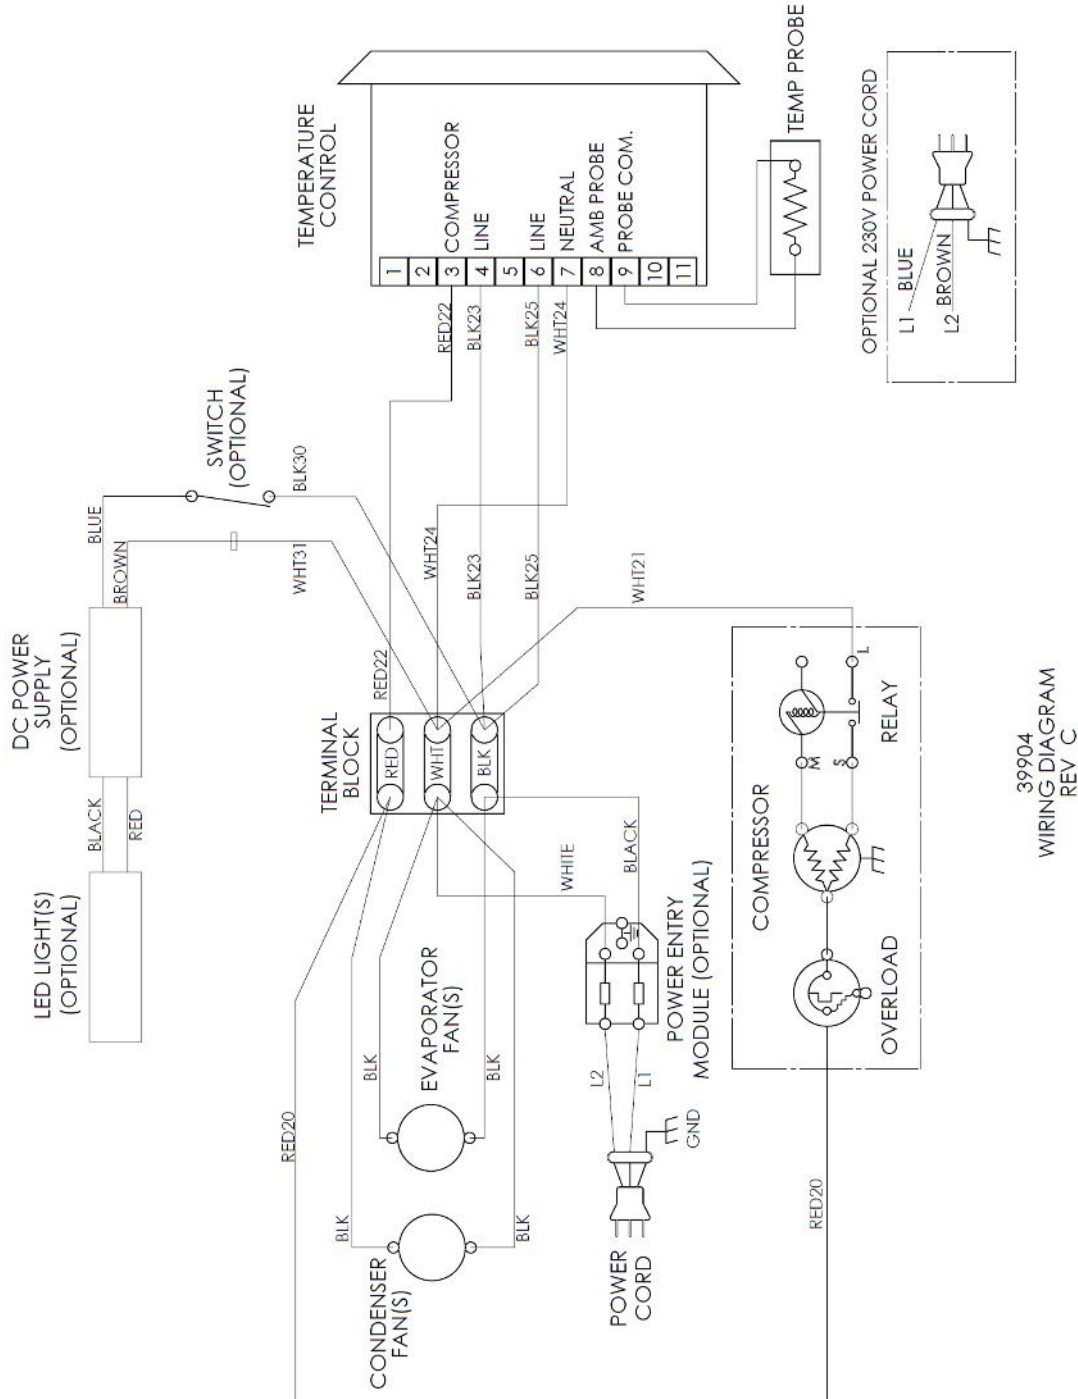 LED LIGHT(S)
(OPTIONAL)
BLACK
RED
DC POWER
SUPPLY
(OPTIONAL)
BLUE
BROWN
SWITCH
(OPTIONAL)
BLK30
WHT31
TEMPERATURE
CONTROL
1
2
3 COMPRESSOR
4 LINE
5
6 LINE
7 NEUTRAL
8 AMB PROBE
9 PROBE COM.
10
11
RED22
BLK23
BLK25
WHT24
TEMP PROBE
OPTIONAL 230V POWER CORD
L1 BLUE
L2 BROWN
RED22
WHT24
BLK23
BLK25
WHT21
TERMINAL
BLOCK
RED
WHT
BLK
RED20
BLK
BLK
EVAPORATOR
FAN(S)
BLK
BLK
CONDENSER
FAN(S)
WHITE
BLACK
POWER ENTRY
MODULE (OPTIONAL)
L2
L1
GND
POWER
CORD
COMPRESSOR
OVERLOAD
RELAY
M
S
L
RED20
39904
WIRING DIAGRAM
REV C